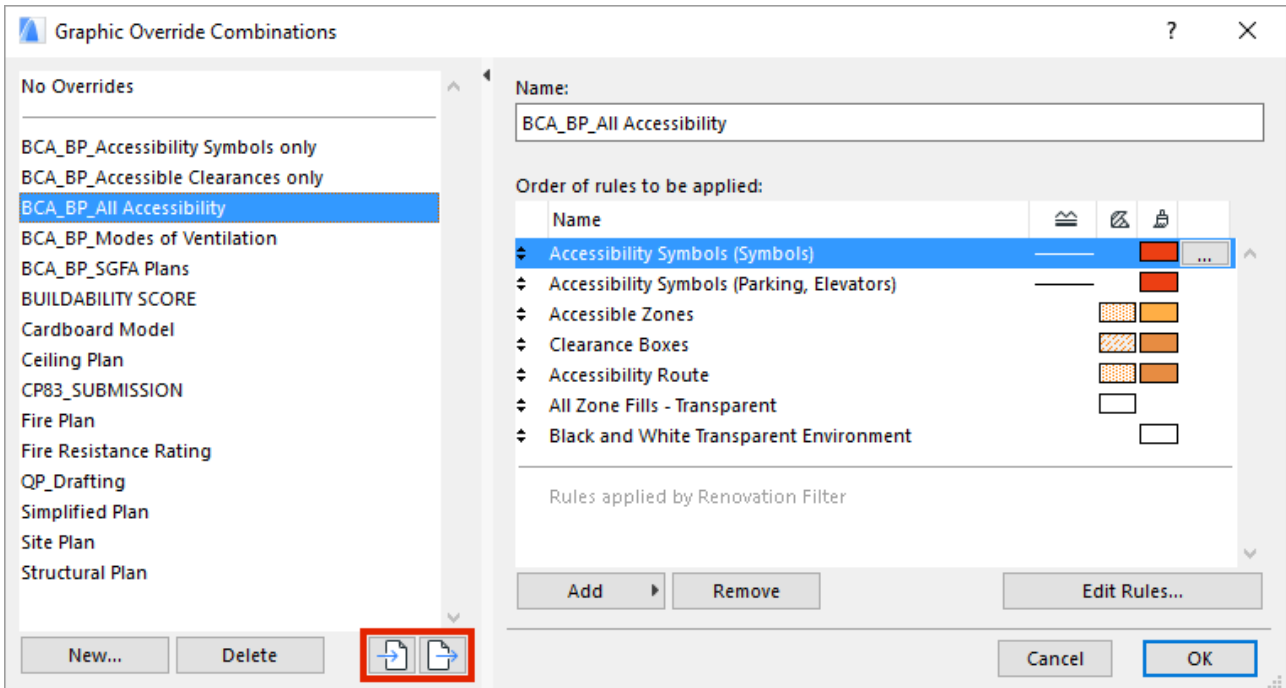 Graphic Override Combinations
?
No Overrides
BCA_BP_Accessibility Symbols only
BCA_BP_Accessible Clearances only
BCA_BP_All Accessibility
BCA_BP_Modes of Ventilation
BCA_BP_SGFA Plans
BUILDABILITY SCORE
Cardboard Model
Ceiling Plan
CP83_SUBMISSION
Fire Plan
Fire Resistance Rating
QP_Drafting
Simplified Plan
Site Plan
Structural Plan
New...
Delete
Name:
BCA_BP_All Accessibility
Order of rules to be applied:
Name
Accessibility Symbols (Symbols)
...
Accessibility Symbols (Parking, Elevators)
Accessible Zones
Clearance Boxes
Accessibility Route
All Zone Fills - Transparent
Black and White Transparent Environment
Rules applied by Renovation Filter
Add
Remove
Edit Rules...
Cancel
OK